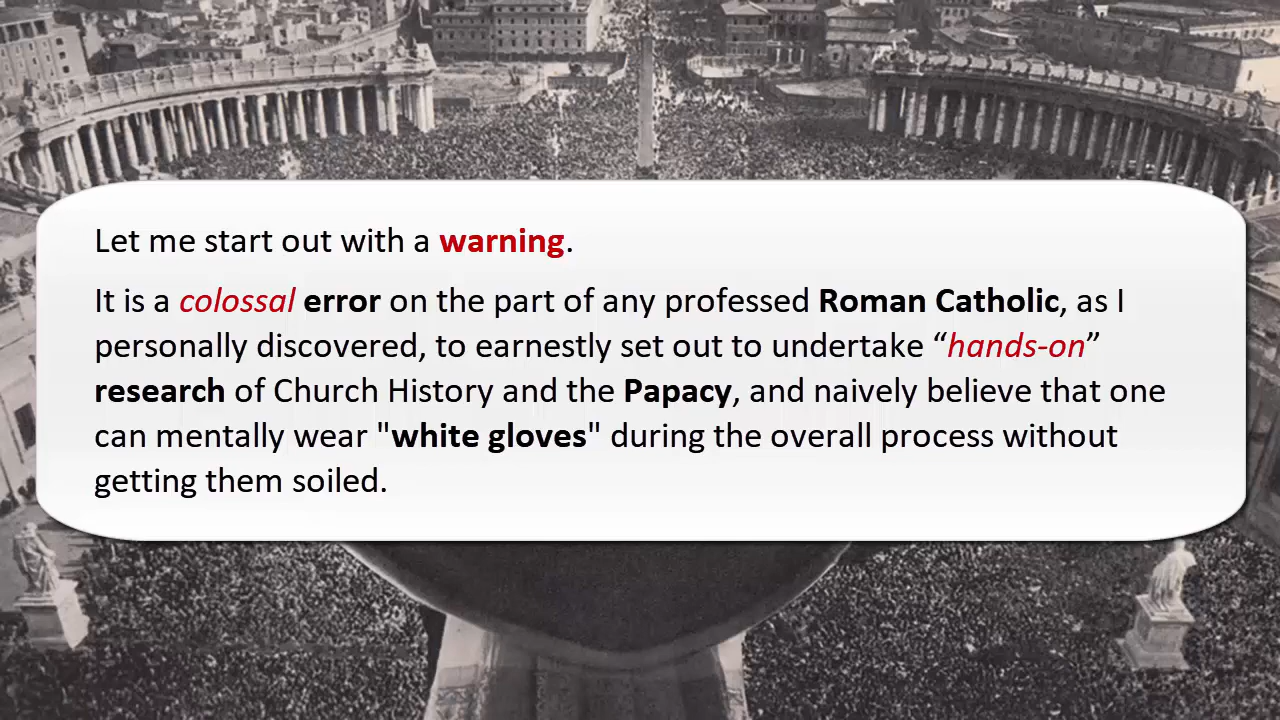 Let me start out with a warning.
It is a colossal error on the part of any professed Roman Catholic, as I
personally discovered, to earnestly set out to undertake “hands-on”
research of Church History and the Papacy, and naively believe that one
can mentally wear "white gloves" during the overall process without
getting them soiled.